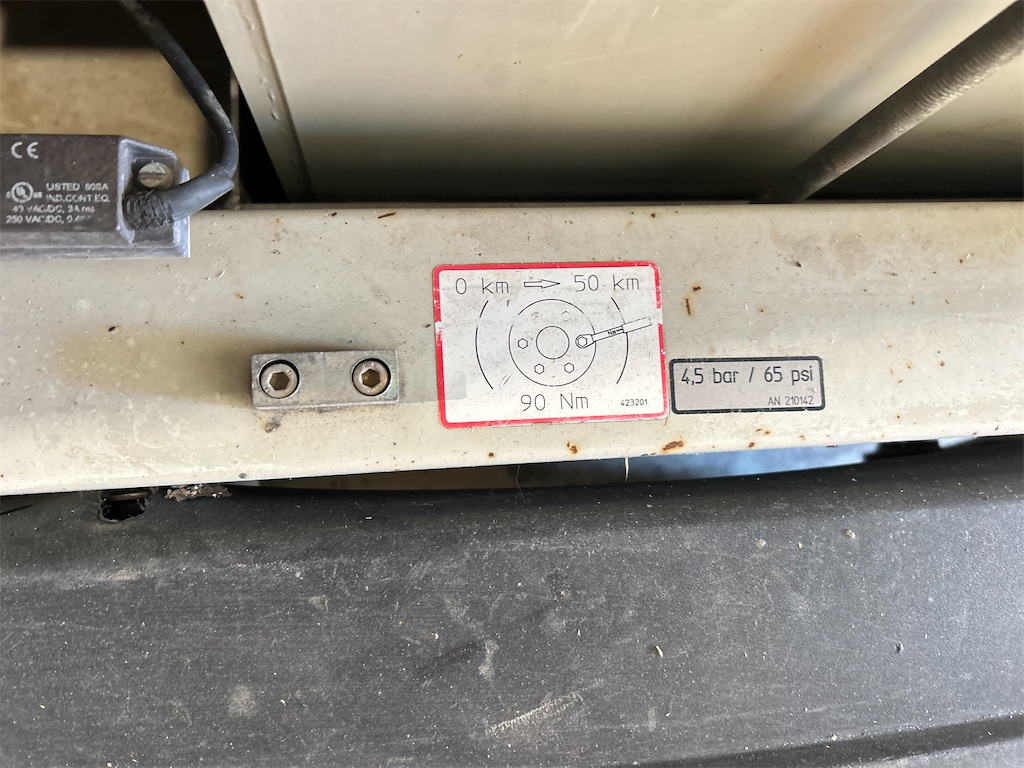 CE
LISTED 80SA
IND.CONT.EQ.
250 VAC/DC,
0 km 50 km
90 Nm
423201
4,5 bar / 65 psi
AN 210142